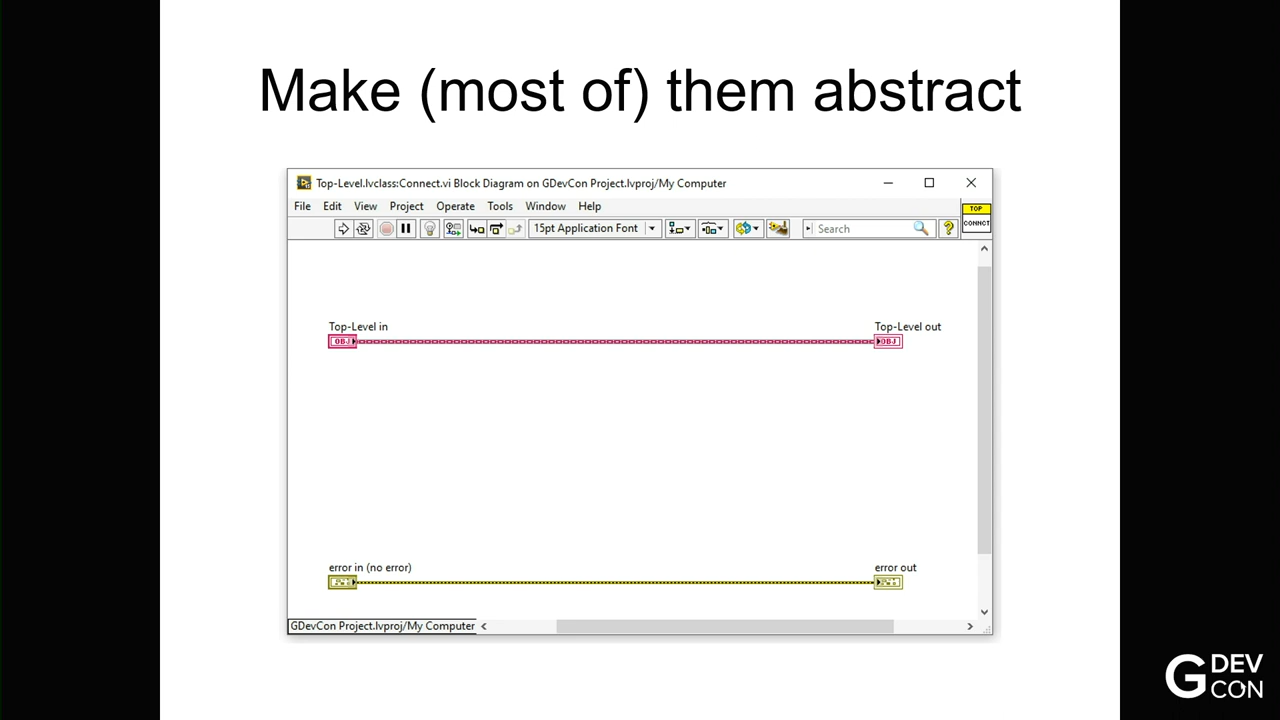 Make (most of) them abstract
Top-Level.lvclass:Connect.vi Block Diagram on GDevCon Project.lvproj/My Computer
File Edit View Project Operate Tools Window Help
TOP
CONNCT
15pt Application Font
Search
?
Top-Level in
Top-Level out
OBJ
OBJ
error in (no error)
error out
GDevCon Project.lvproj/My Computer
G DEV
CON